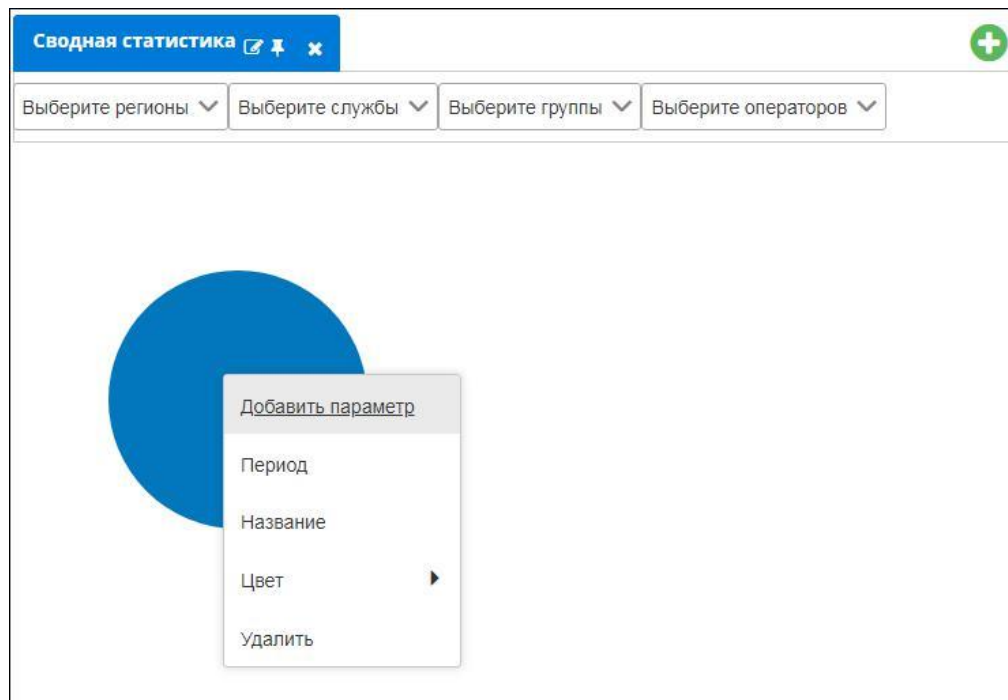 Сводная статистика
Выберите регионы Выберите службы Выберите группы Выберите операторов
Добавить параметр
Период
Название
Цвет
Удалить